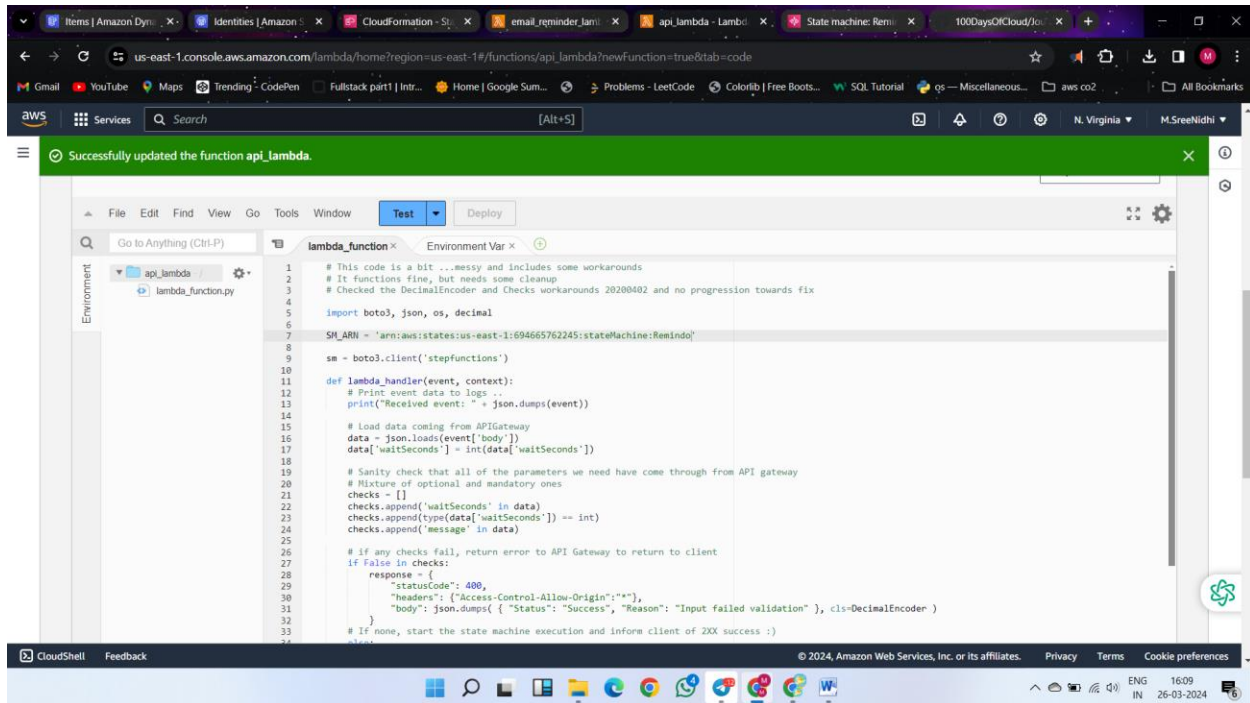 Items | Amazon Dyna
Identities | Amazon S
CloudFormation - Sta
email_reminder_lam
api_lambda - Lambd
State machine: Remi
100DaysOfCloud/Jou
us-east-1.console.aws.amazon.com/lambda/home?region=us-east-1#/functions/api_lambda?newFunction=true&tab=code
M
Gmail YouTube Maps Trending - CodePen Fullstack part1 | Intr... Home | Google Sum... Problems - LeetCode Colorlib | Free Boots... SQL Tutorial os — Miscellaneous... aws co2 All Bookmarks
aws Services Search [Alt+S] N. Virginia ▼ M.SreeNidhi ▼
Successfully updated the function api_lambda.
File Edit Find View Go Tools Window Test Deploy
Go to Anything (Ctrl-P) lambda_function × Environment Var ×
Environment
api_lambda /
lambda_function.py
1 # This code is a bit ...messy and includes some workarounds
2 # It functions fine, but needs some cleanup
3 # Checked the DecimalEncoder and Checks workarounds 20200402 and no progression towards fix
4
5 import boto3, json, os, decimal
6
7 SM_ARN = 'arn:aws:states:us-east-1:694665762245:stateMachine:Remindo'
8
9 sm = boto3.client('stepfunctions')
10
11 def lambda_handler(event, context):
12 # Print event data to logs ..
13 print("Received event: " + json.dumps(event))
14
15 # Load data coming from APIGateway
16 data = json.loads(event['body'])
17 data['waitSeconds'] = int(data['waitSeconds'])
18
19 # Sanity check that all of the parameters we need have come through from API gateway
20 # Mixture of optional and mandatory ones
21 checks = []
22 checks.append('waitSeconds' in data)
23 checks.append(type(data['waitSeconds']) == int)
24 checks.append('message' in data)
25
26 # if any checks fail, return error to API Gateway to return to client
27 if False in checks:
28 response = {
29 "statusCode": 400,
30 "headers": {"Access-Control-Allow-Origin":"*"},
31 "body": json.dumps( { "Status": "Success", "Reason": "Input failed validation" }, cls=DecimalEncoder )
32 }
33 # If none, start the state machine execution and inform client of 2XX success :)
34 else:
CloudShell Feedback © 2024, Amazon Web Services, Inc. or its affiliates. Privacy Terms Cookie preferences
ENG 16:09
IN 26-03-2024